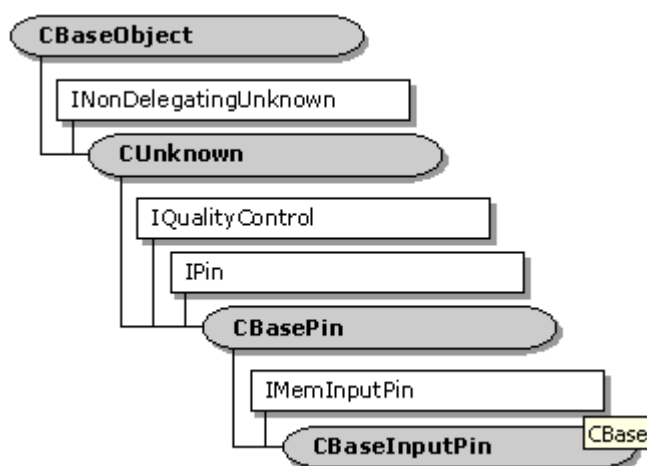 CBaseObject
INonDelegatingUnknown
CUnknown
IQualityControl
IPin
CBasePin
IMemInputPin
CBase
CBaseInputPin